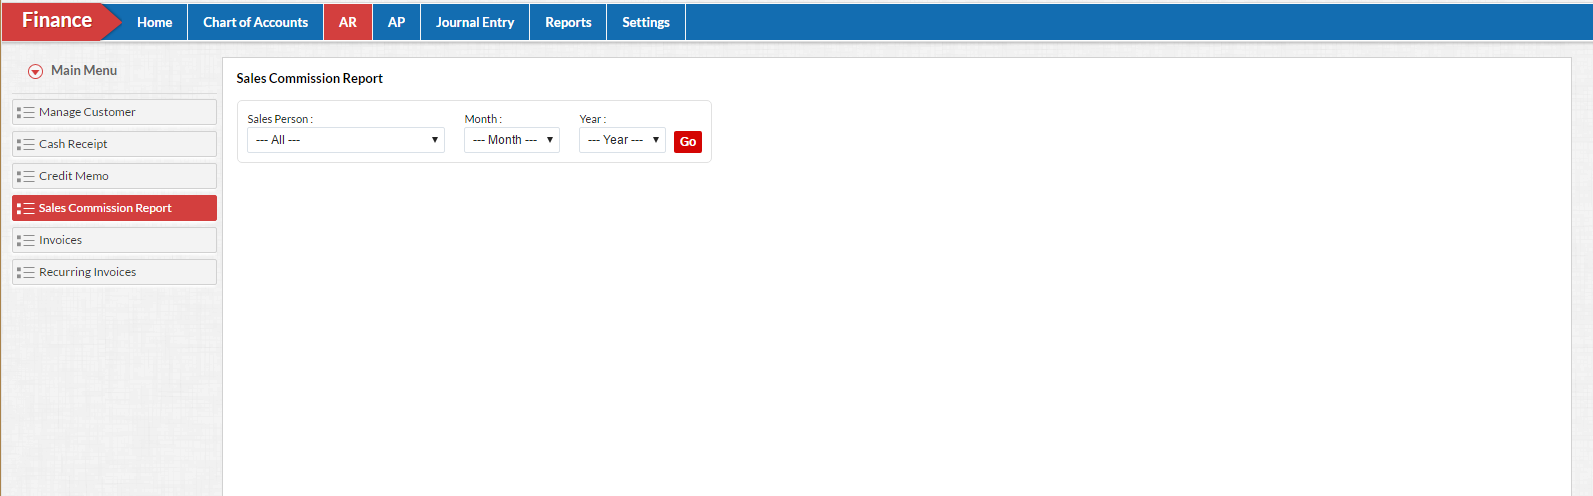 Finance Home Chart of Accounts AR AP Journal Entry Reports Settings
Main Menu
Manage Customer
Cash Receipt
Credit Memo
Sales Commission Report
Invoices
Recurring Invoices
Sales Commission Report
Sales Person : Month : Year :
--- All --- --- Month --- --- Year --- Go